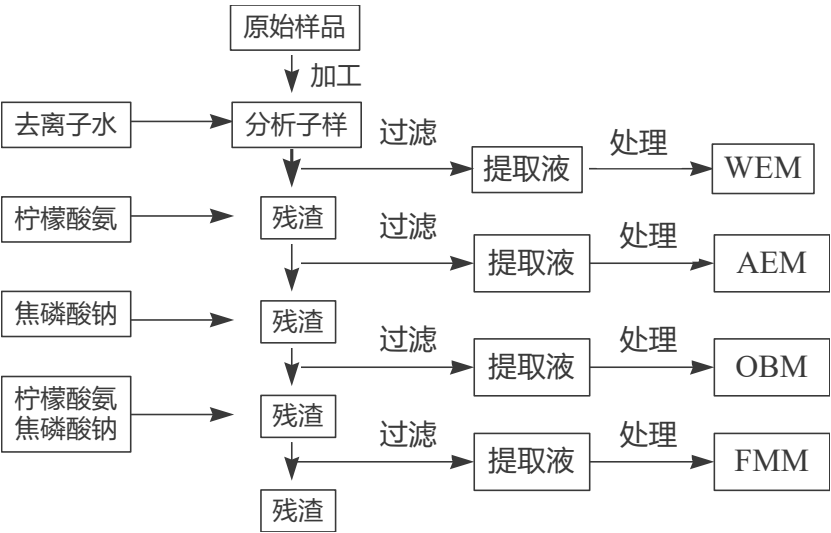 原始样品
加工
去离子水
分析子样
过滤
提取液
处理
WEM
柠檬酸氨
残渣
过滤
提取液
处理
AEM
焦磷酸钠
残渣
过滤
提取液
处理
OBM
柠檬酸氨
焦磷酸钠
残渣
过滤
提取液
处理
FMM
残渣